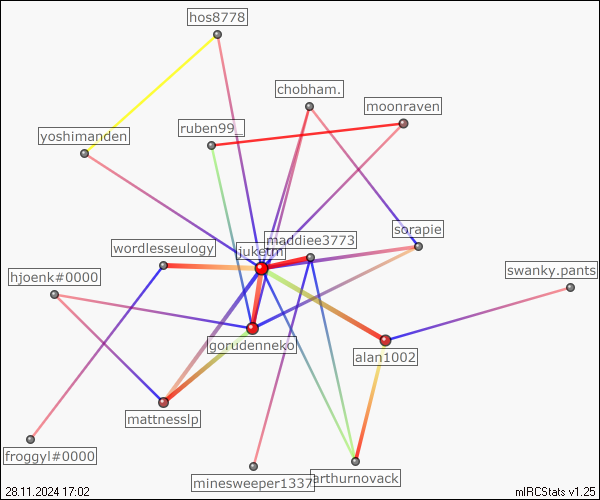 hos8778
chobham.
moonraven
ruben99_
yoshimanden
sorapie
maddiee3773
wordlesseulogy
juketm
swanky.pants
hjoenk#0000
gorudenneko
alan1002
mattnesslp
froggyl#0000
arthurnovack
minesweeper1337
28.11.2024 17:02
mIRCStats v1.25